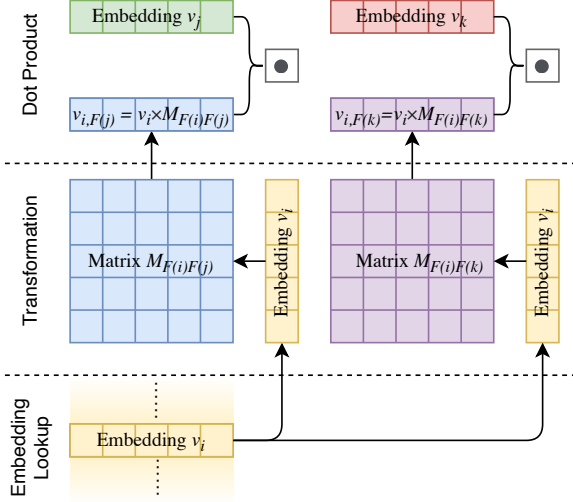 Dot Product
Embedding v_j
Embedding v_k
v_{i,F(j)} = v_i×M_{F(i)F(j)}
v_{i,F(k)}=v_i×M_{F(i)F(k)}
Transformation
Matrix M_{F(i)F(j)}
Embedding v_i
Matrix M_{F(i)F(k)}
Embedding v_i
Embedding
Lookup
Embedding v_i